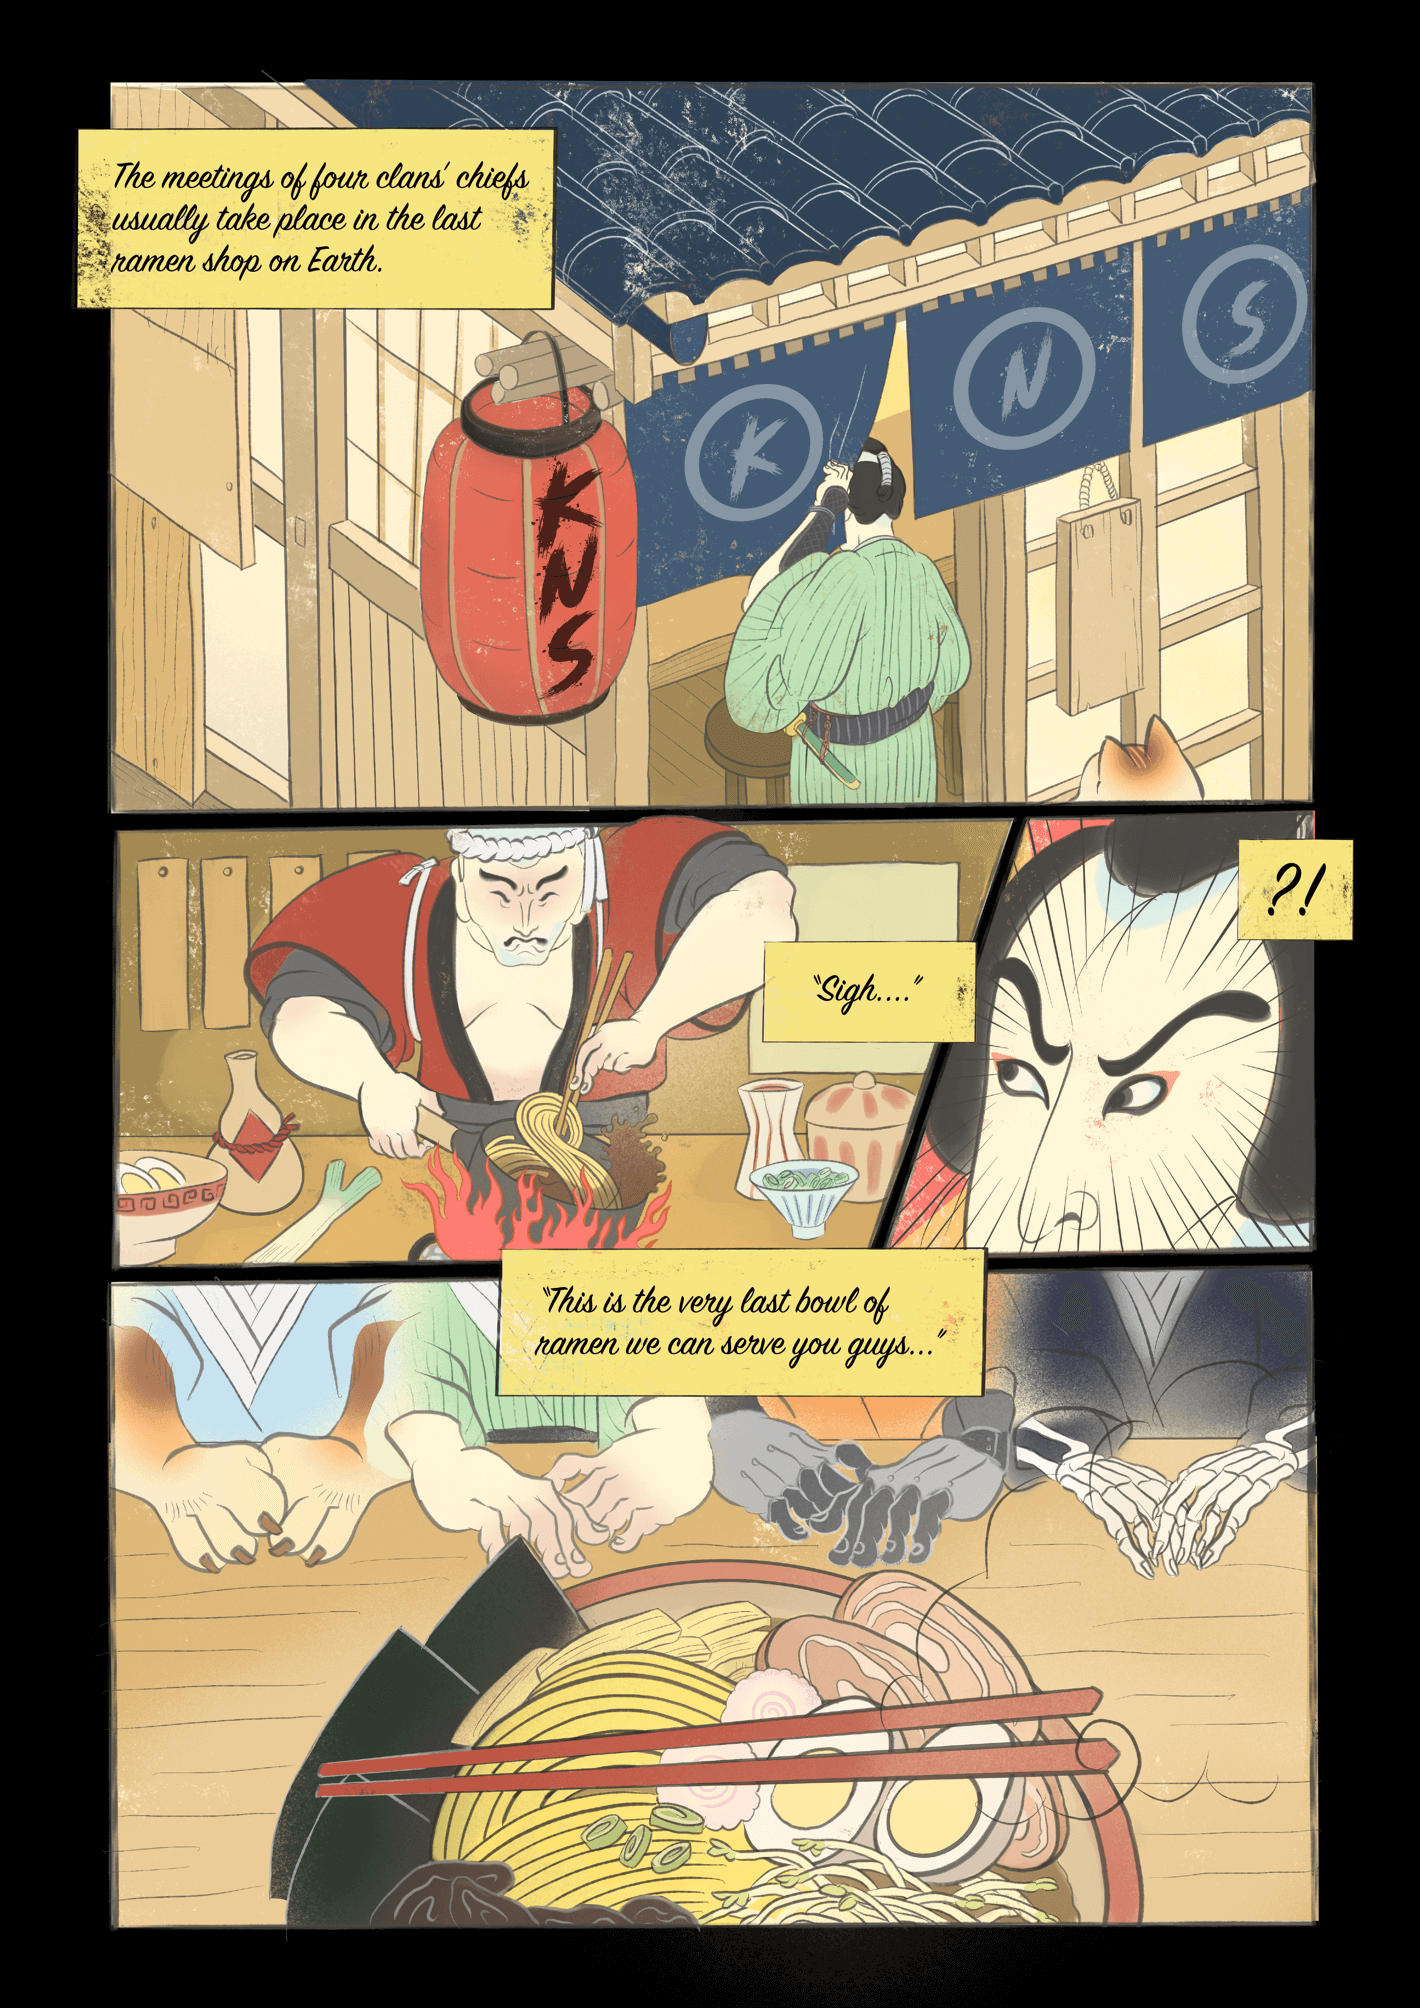 The meetings of four clans' chiefs
usually take place in the last
ramen shop on Earth.
K
N
S
K
N
S
"Sigh...."
?!
"This is the very last bowl of
ramen we can serve you guys..."